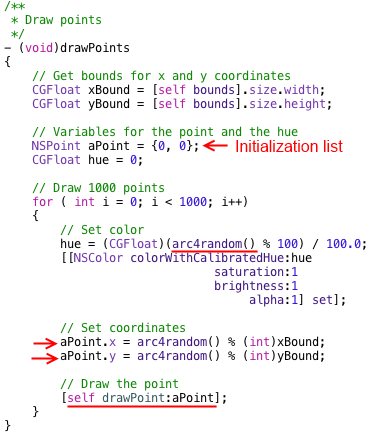 /**
 * Draw points
 */
- (void)drawPoints
{
    // Get bounds for x and y coordinates
    CGFloat xBound = [self bounds].size.width;
    CGFloat yBound = [self bounds].size.height;

    // Variables for the point and the hue
    NSPoint aPoint = {0, 0}; Initialization list
    CGFloat hue = 0;

    // Draw 1000 points
    for ( int i = 0; i < 1000; i++)
    {
        // Set color
        hue = (CGFloat)(arc4random() % 100) / 100.0;
        [[NSColor colorWithCalibratedHue:hue
                              saturation:1
                              brightness:1
                                   alpha:1] set];

        // Set coordinates
        aPoint.x = arc4random() % (int)xBound;
        aPoint.y = arc4random() % (int)yBound;

        // Draw the point
        [self drawPoint:aPoint];
    }
}